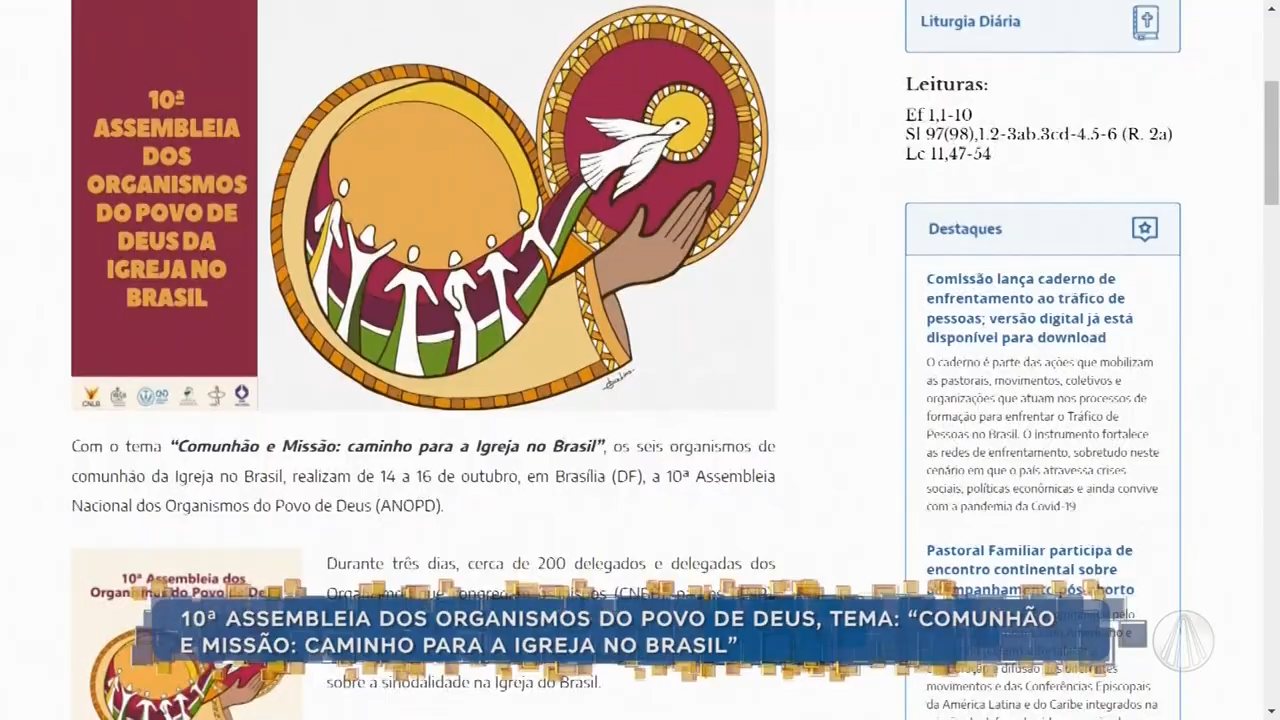 10ª
ASSEMBLEIA
DOS
ORGANISMOS
DO POVO DE
DEUS DA
IGREJA NO
BRASIL
CNLB
Com o tema “Comunhão e Missão: caminho para a Igreja no Brasil”, os seis organismos de
comunhão da Igreja no Brasil, realizam de 14 a 16 de outubro, em Brasília (DF), a 10ª Assembleia
Nacional dos Organismos do Povo de Deus (ANOPD).
10ª Assembleia dos
Durante três dias, cerca de 200 delegados e delegadas dos
sobre a sinodalidade na Igreja do Brasil.
Liturgia Diária
Leituras:
Ef 1,1-10
Sl 97(98),1.2-3ab.3cd-4.5-6 (R. 2a)
Lc 11,47-54
Destaques
Comissão lança caderno de
enfrentamento ao tráfico de
pessoas; versão digital já está
disponível para download
O caderno é parte das ações que mobilizam
as pastorais, movimentos, coletivos e
organizações que atuam nos processos de
formação para enfrentar o Tráfico de
Pessoas no Brasil. O instrumento fortalece
as redes de enfrentamento, sobretudo neste
cenário em que o país atravessa crises
sociais, políticas econômicas e ainda convive
com a pandemia da Covid-19
Pastoral Familiar participa de
encontro continental sobre
movimentos e das Conferências Episcopais
da América Latina e do Caribe integrados na
10ª ASSEMBLEIA DOS ORGANISMOS DO POVO DE DEUS, TEMA: “COMUNHÃO
E MISSÃO: CAMINHO PARA A IGREJA NO BRASIL”